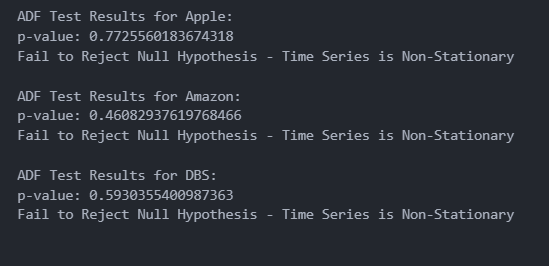 ADF Test Results for Apple:
p-value: 0.7725560183674318
Fail to Reject Null Hypothesis - Time Series is Non-Stationary
ADF Test Results for Amazon:
p-value: 0.46082937619768466
Fail to Reject Null Hypothesis - Time Series is Non-Stationary
ADF Test Results for DBS:
p-value: 0.5930355400987363
Fail to Reject Null Hypothesis - Time Series is Non-Stationary